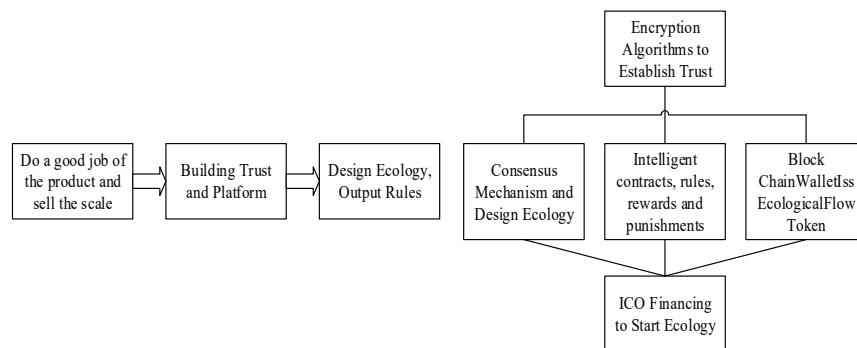 Do a good job of
the product and
sell the scale
Building Trust
and Platform
Design Ecology,
Output Rules
Encryption
Algorithms to
Establish Trust
Consensus
Mechanism and
Design Ecology
Intelligent
contracts, rules,
rewards and
punishments
Block
ChainWalletIss
EcologicalFlow
Token
ICO Financing
to Start Ecology